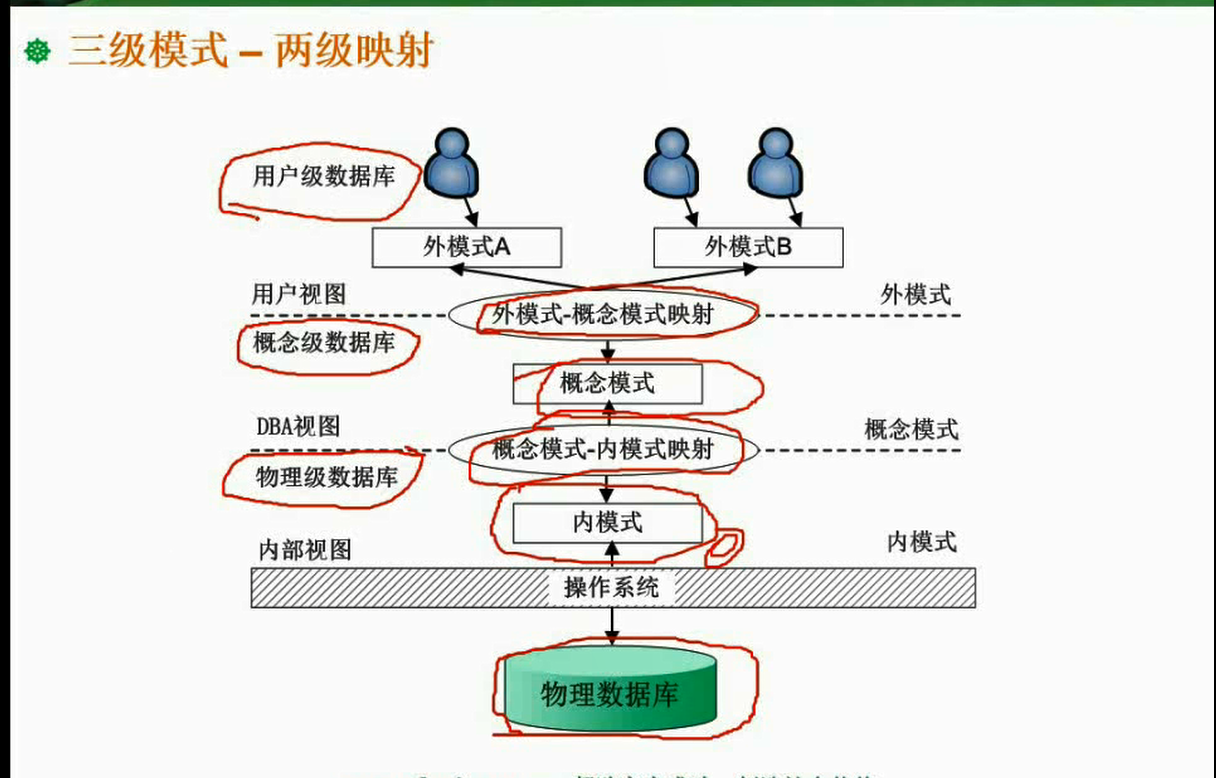 三级模式 – 两级映射
用户级数据库
外模式A
外模式B
用户视图
外模式-概念模式映射
外模式
概念级数据库
概念模式
DBA视图
概念模式-内模式映射
概念模式
物理级数据库
内模式
内部视图
内模式
操作系统
物理数据库